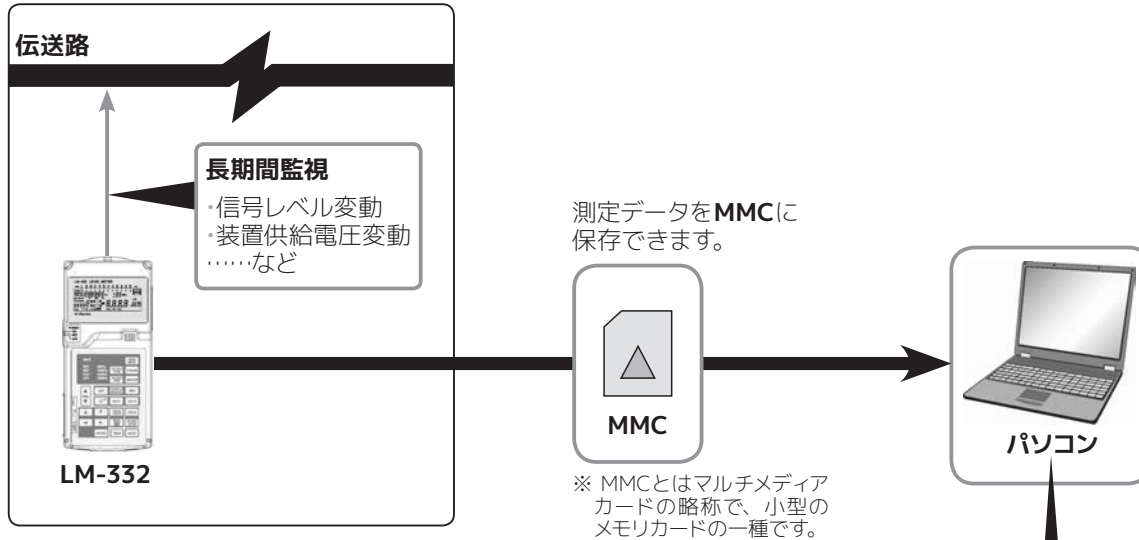 伝送路
長期間監視
・信号レベル変動
・装置供給電圧変動
……など
LM-332
測定データをMMCに
保存できます。
MMC
※ MMCとはマルチメディア
カードの略称で、小型の
メモリカードの一種です。
パソコン